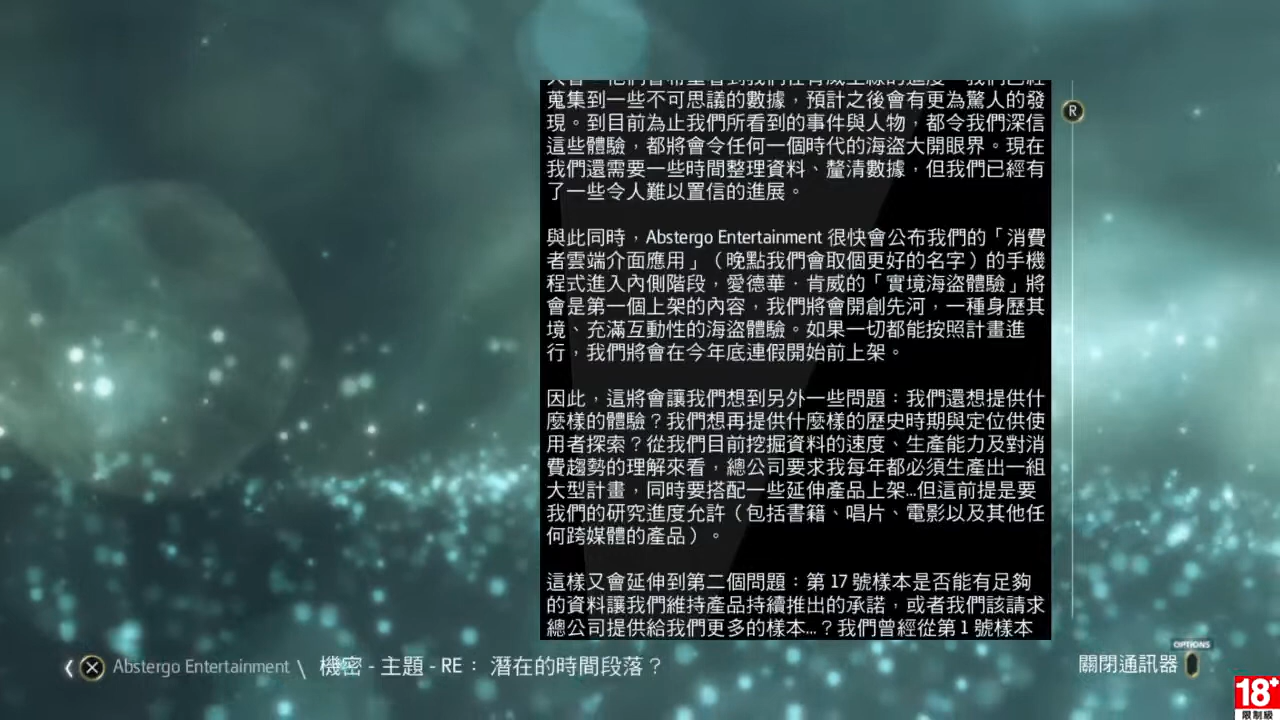 蒐集到一些不可思議的數據，預計之後會有更為驚人的發
現。到目前為止我們所看到的事件與人物，都令我們深信
這些體驗，都將會令任何一個時代的海盜大開眼界。現在
我們還需要一些時間整理資料、釐清數據，但我們已經有
了一些令人難以置信的進展。
與此同時，Abstergo Entertainment 很快會公布我們的「消費
者雲端介面應用」（晚點我們會取個更好的名字）的手機
程式進入內側階段，愛德華．肯威的「實境海盜體驗」將
會是第一個上架的內容，我們將會開創先河，一種身歷其
境、充滿互動性的海盜體驗。如果一切都能按照計畫進
行，我們將會在今年底連假開始前上架。
因此，這將會讓我們想到另外一些問題：我們還想提供什
麼樣的體驗？我們想再提供什麼樣的歷史時期與定位供使
用者探索？從我們目前挖掘資料的速度、生產能力及對消
費趨勢的理解來看，總公司要求我每年都必須生產出一組
大型計畫，同時要搭配一些延伸產品上架...但這前提是要
我們的研究進度允許（包括書籍、唱片、電影以及其他任
何跨媒體的產品）。
這樣又會延伸到第二個問題：第 17 號樣本是否能有足夠
的資料讓我們維持產品持續推出的承諾，或者我們該請求
總公司提供給我們更多的樣本...？我們曾經從第 1 號樣本
R
Abstergo Entertainment \ 機密 - 主題 - RE： 潛在的時間段落？
OPTIONS
關閉通訊器
18+
限制級